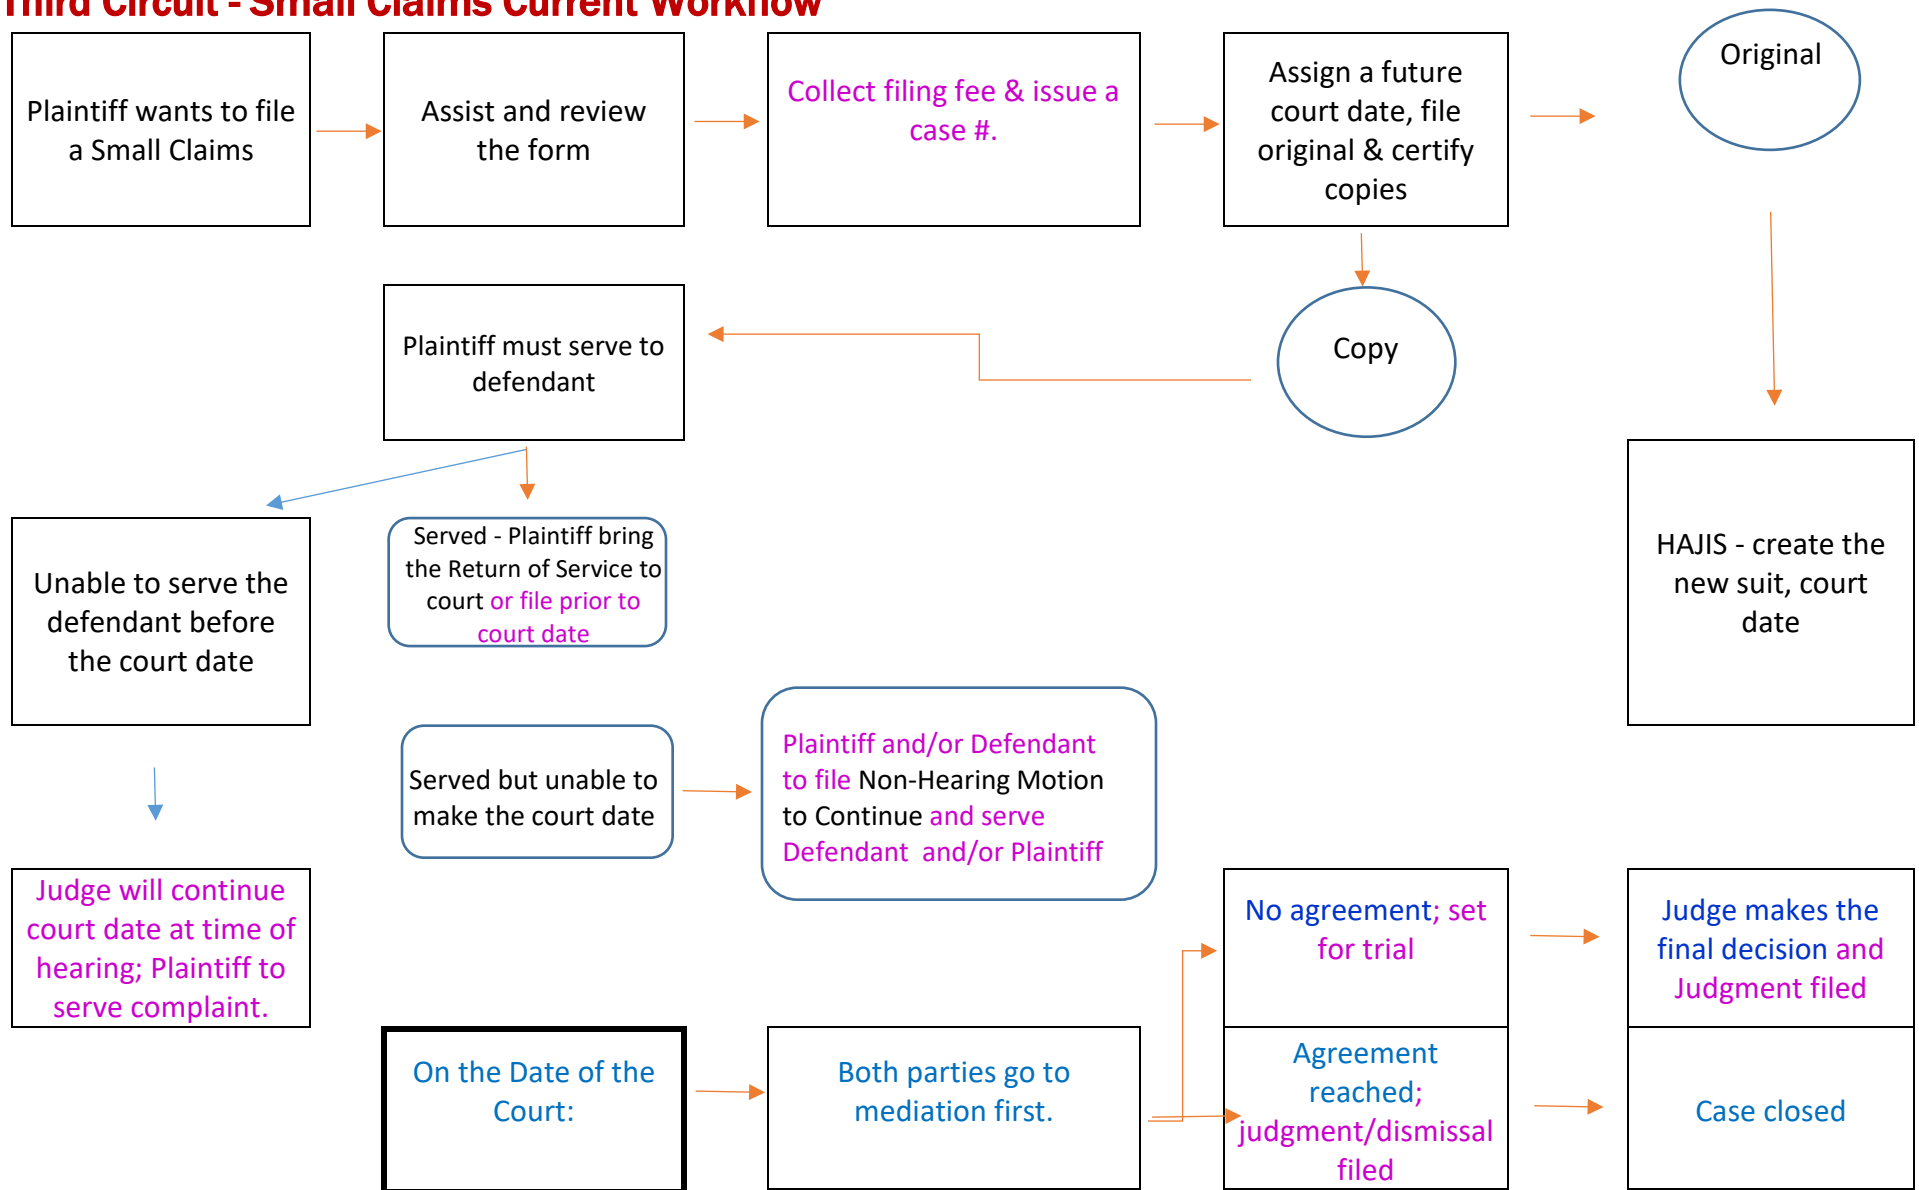 Third Circuit - Small Claims Current Workflow
Plaintiff wants to file
a Small Claims
Assist and review
the form
Collect filing fee & issue a
case #.
Assign a future
court date, file
original & certify
copies
Original
Plaintiff must serve to
defendant
Copy
Unable to serve the
defendant before
the court date
Served - Plaintiff bring
the Return of Service to
court or file prior to
court date
HAJIS - create the
new suit, court
date
Served but unable to
make the court date
Plaintiff and/or Defendant
to file Non-Hearing Motion
to Continue and serve
Defendant and/or Plaintiff
Judge will continue
court date at time of
hearing; Plaintiff to
serve complaint.
No agreement; set
for trial
Judge makes the
final decision and
Judgment filed
On the Date of the
Court:
Both parties go to
mediation first.
Agreement
reached;
judgment/dismissal
filed
Case closed